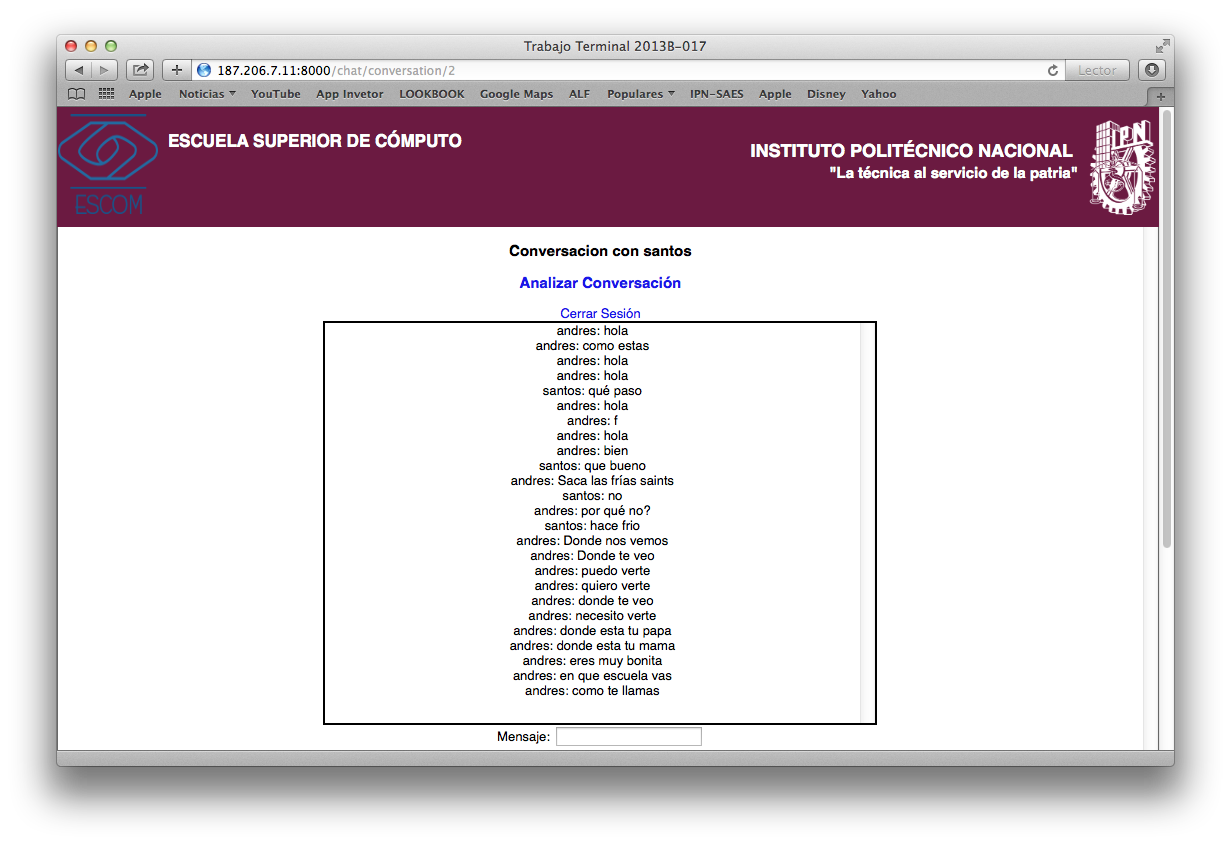 Trabajo Terminal 2013B-017
187.206.7.11:8000/chat/conversation/2
Lector
Apple Noticias YouTube App Invetor LOOKBOOK Google Maps ALF Populares IPN-SAES Apple Disney Yahoo
ESCUELA SUPERIOR DE CÓMPUTO
ESCOM
INSTITUTO POLITÉCNICO NACIONAL
"La técnica al servicio de la patria"
IPN
Conversacion con santos
Analizar Conversación
Cerrar Sesión
andres: hola
andres: como estas
andres: hola
andres: hola
santos: qué paso
andres: hola
andres: f
andres: hola
andres: bien
santos: que bueno
andres: Saca las frías saints
santos: no
andres: por qué no?
santos: hace frio
andres: Donde nos vemos
andres: Donde te veo
andres: puedo verte
andres: quiero verte
andres: donde te veo
andres: necesito verte
andres: donde esta tu papa
andres: donde esta tu mama
andres: eres muy bonita
andres: en que escuela vas
andres: como te llamas
Mensaje: